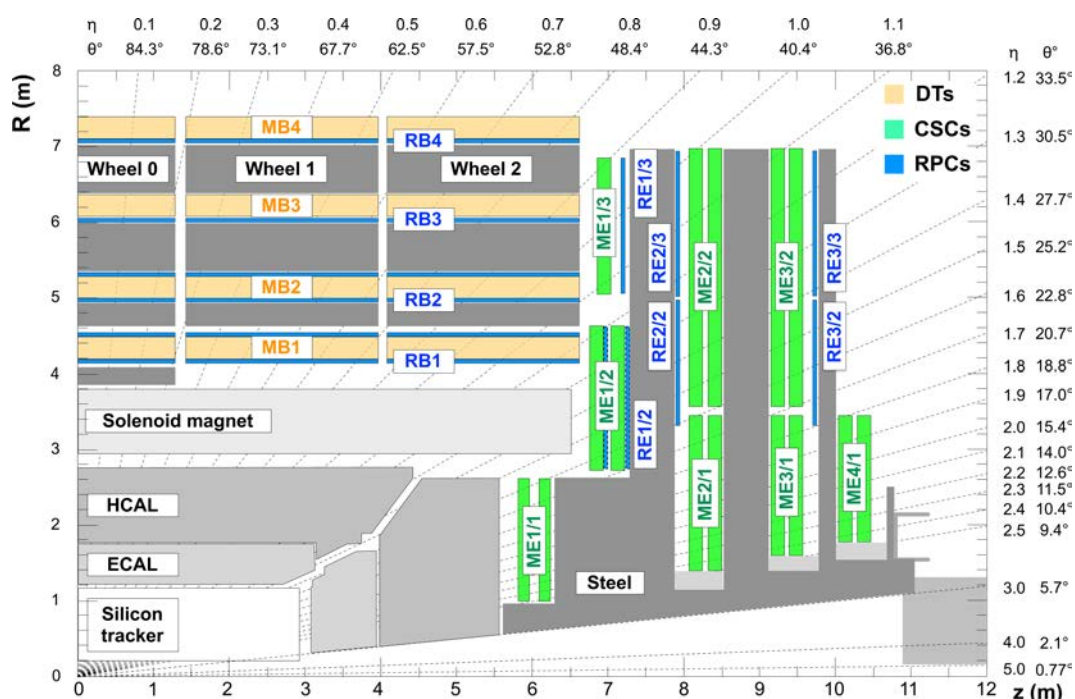 η 0.1 0.2 0.3 0.4 0.5 0.6 0.7 0.8 0.9 1.0 1.1
θ° 84.3° 78.6° 73.1° 67.7° 62.5° 57.5° 52.8° 48.4° 44.3° 40.4° 36.8° η θ°
R (m)
8
7
6
5
4
3
2
1
0
1.2 33.5°
1.3 30.5°
1.4 27.7°
1.5 25.2°
1.6 22.8°
1.7 20.7°
1.8 18.8°
1.9 17.0°
2.0 15.4°
2.1 14.0°
2.2 12.6°
2.3 11.5°
2.4 10.4°
2.5 9.4°
3.0 5.7°
4.0 2.1°
5.0 0.77°
DTs
CSCs
RPCs
MB4
RB4
Wheel 0 Wheel 1 Wheel 2
MB3
RB3
MB2
RB2
MB1
RB1
Solenoid magnet
HCAL
ECAL
Silicon
tracker
Steel
ME1/3
RE1/3
RE2/3
ME2/2
ME3/2
RE3/3
ME1/2
RE2/2
RE3/2
RE1/2
ME1/1
ME2/1
ME3/1
ME4/1
0 1 2 3 4 5 6 7 8 9 10 11 12
z (m)